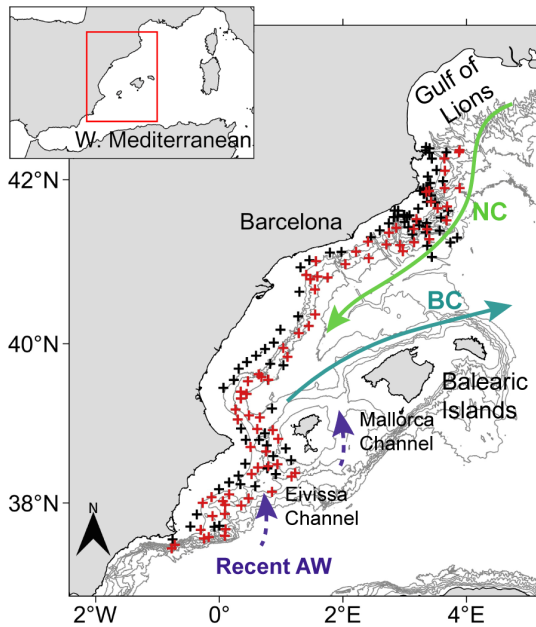 W. Mediterranean
Gulf of
Lions
42°N
Barcelona
NC
BC
40°N
Balearic
Islands
Mallorca
Channel
38°N
Eivissa
Channel
N
Recent AW
2°W
0°
2°E
4°E